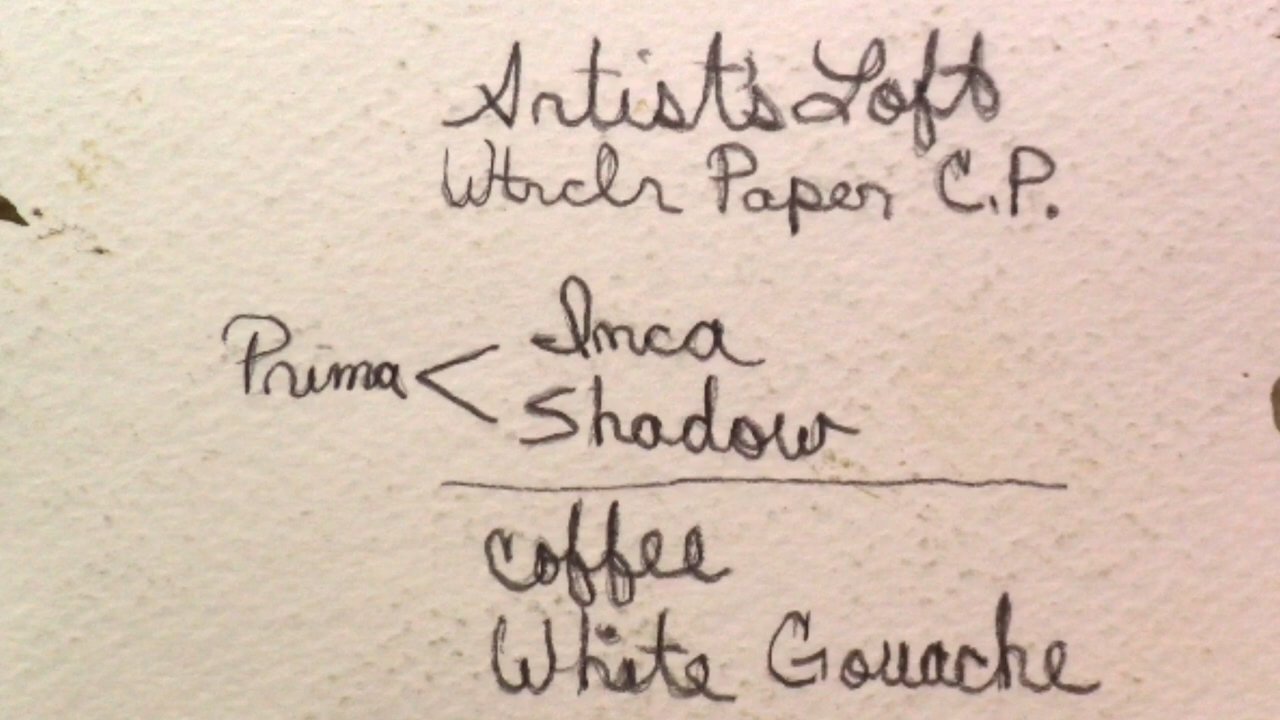 Artist's Loft
Wtrclr Paper C.P.
Prima < Inca
Shadow
coffee
White Gouache